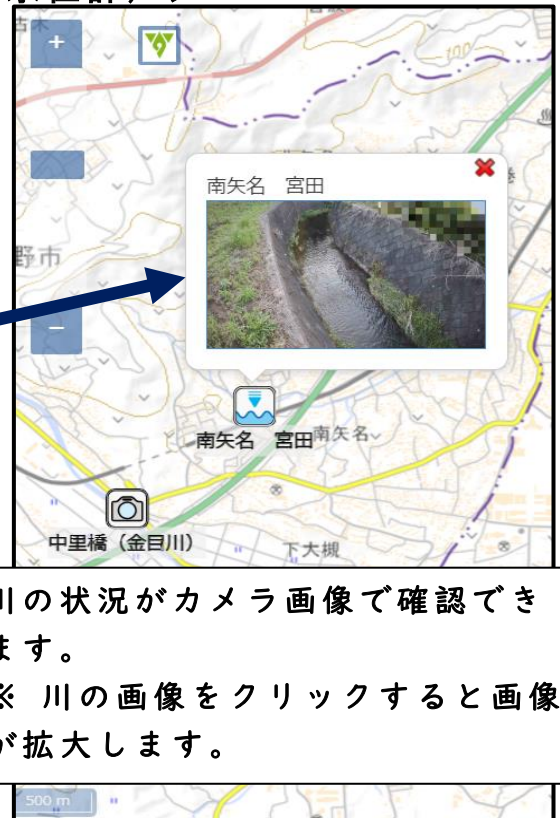 +
南矢名　宮田
野市
－
南矢名　宮田
南矢名
中里橋（金目川）
下大槻
川の状況がカメラ画像で確認でき
ます。
※ 川の画像をクリックすると画像
が拡大します。
500 m